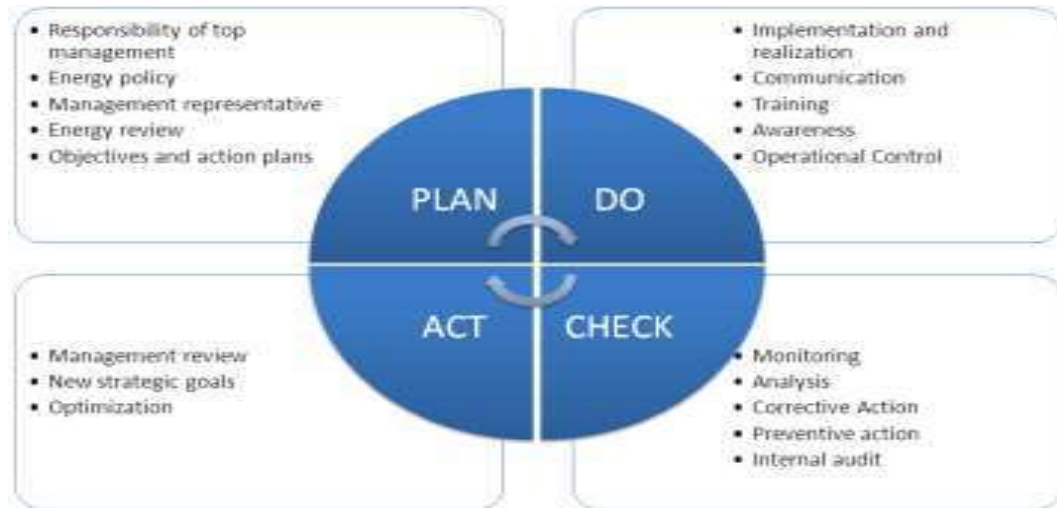 • Responsibility of top
management
• Energy policy
• Management representative
• Energy review
• Objectives and action plans
• Implementation and
realization
• Communication
• Training
• Awareness
• Operational Control
PLAN
DO
ACT
CHECK
• Management review
• New strategic goals
• Optimization
• Monitoring
• Analysis
• Corrective Action
• Preventive action
• Internal audit